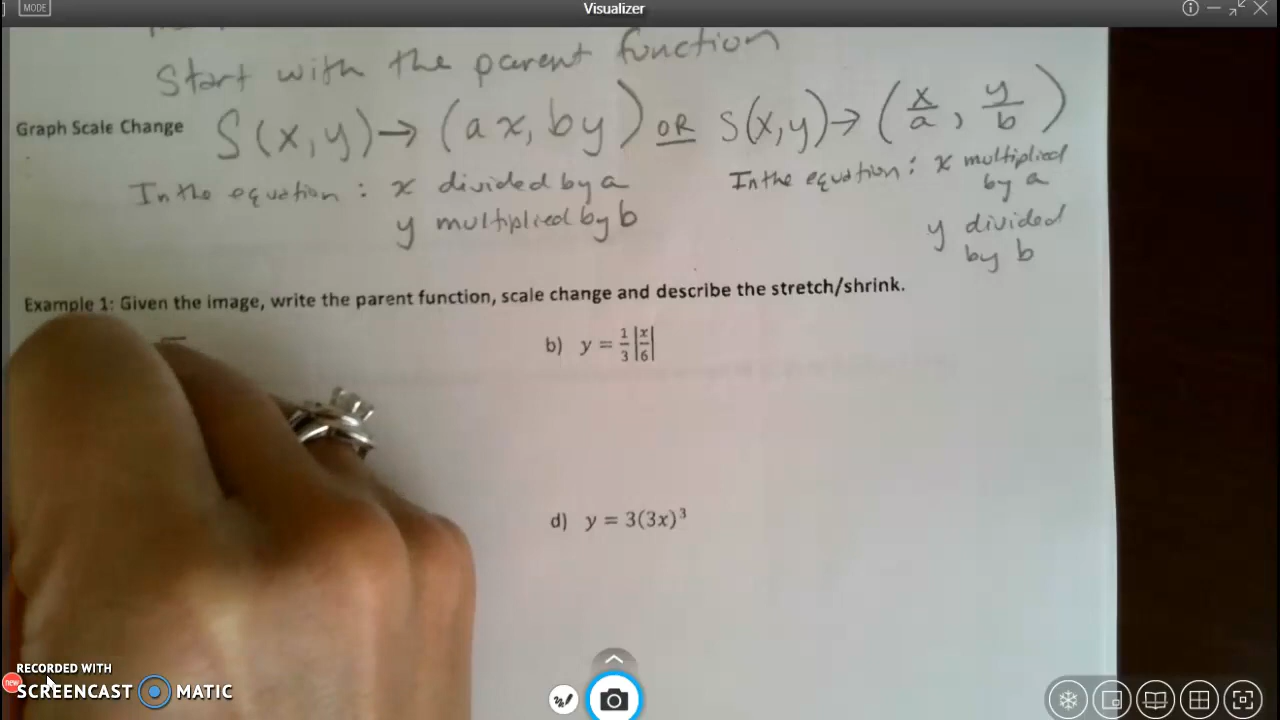 MODE
Visualizer
Start with the parent function
Graph Scale Change S(x,y)→(ax, by) OR S(x,y)→(x/a, y/b)
In the equation: x divided by a
y multiplied by b
In the equation: x multiplied
by a
y divided
by b
Example 1: Given the image, write the parent function, scale change and describe the stretch/shrink.
b) y = 1/3|x/6|
d) y = 3(3x)³
RECORDED WITH
new
SCREENCAST MATIC